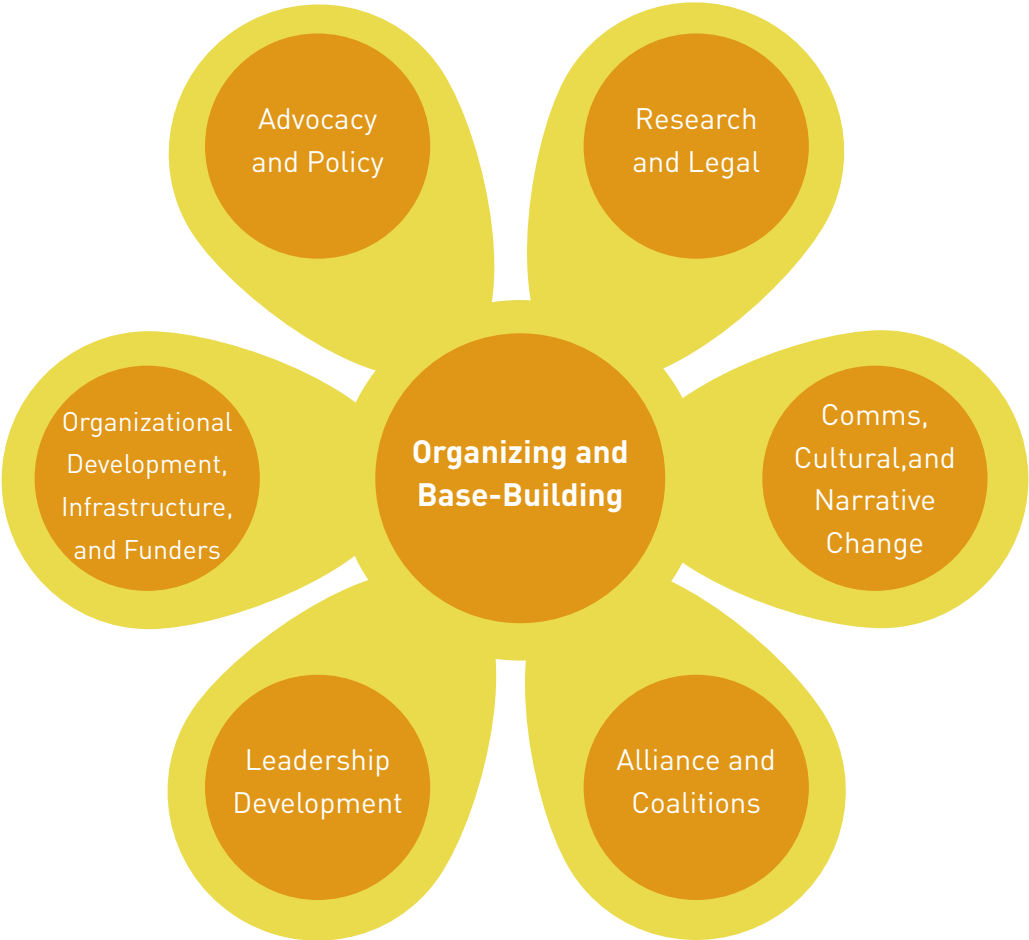 Advocacy
and Policy
Research
and Legal
Organizational
Development,
Infrastructure,
and Funders
Organizing and
Base-Building
Comms,
Cultural,and
Narrative
Change
Leadership
Development
Alliance and
Coalitions